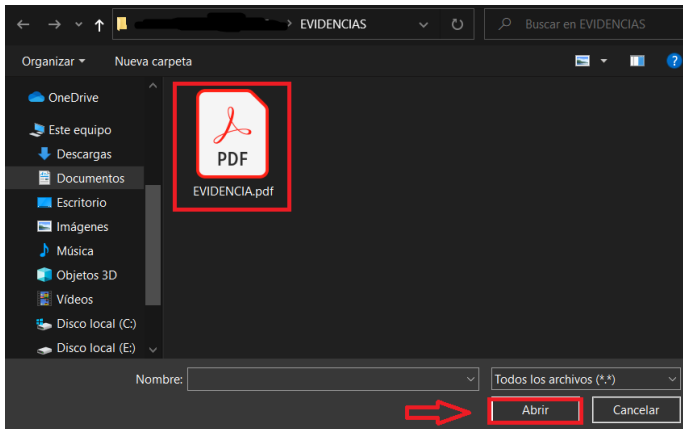 EVIDENCIAS
Buscar en EVIDENCIAS
Organizar
Nueva carpeta
?
OneDrive
Este equipo
Descargas
Documentos
Escritorio
Imágenes
Música
Objetos 3D
Vídeos
Disco local (C:)
Disco local (E:)
PDF
EVIDENCIA.pdf
Nombre:
Todos los archivos (*.*)
Abrir
Cancelar